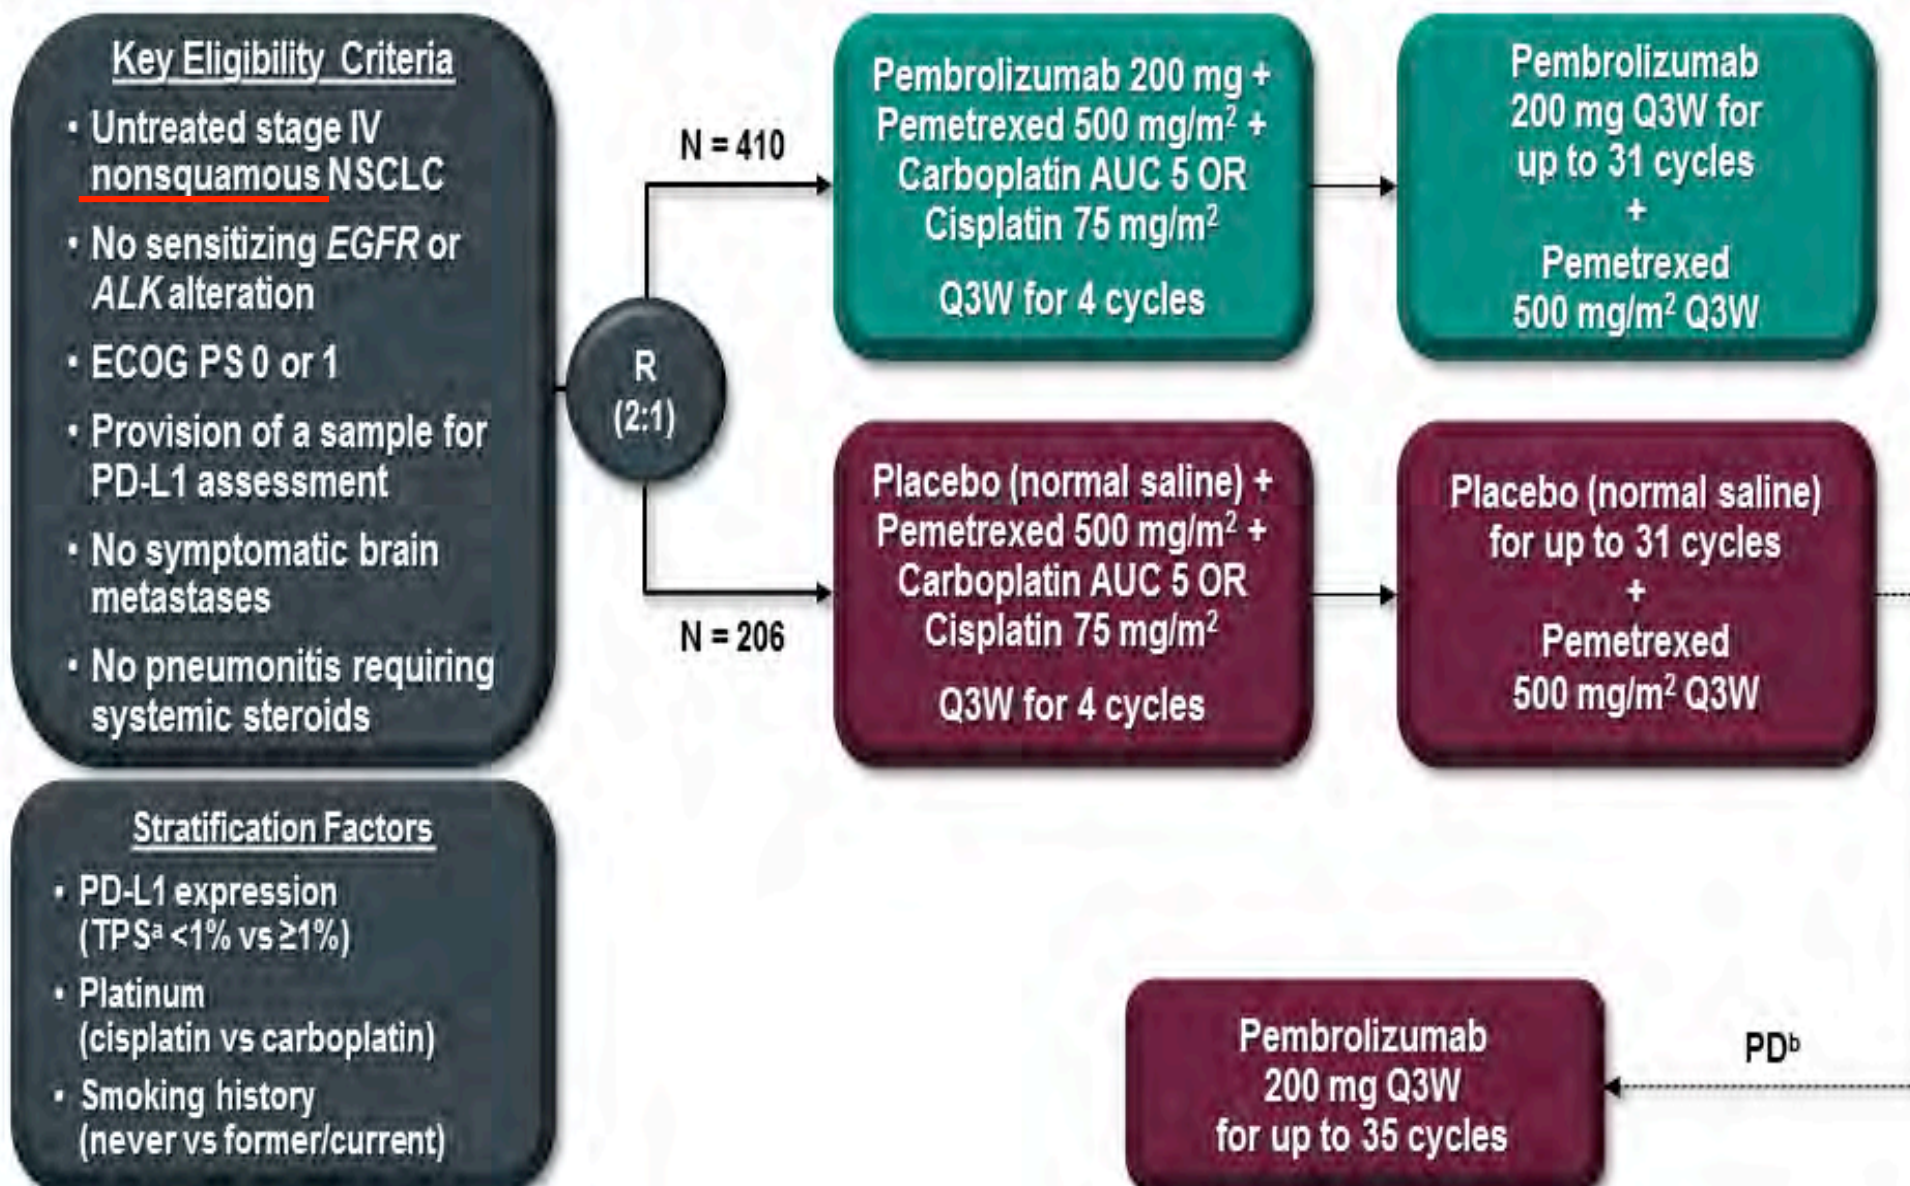 Key Eligibility Criteria
• Untreated stage IV
nonsquamous NSCLC
• No sensitizing EGFR or
ALK alteration
• ECOG PS 0 or 1
• Provision of a sample for
PD-L1 assessment
• No symptomatic brain
metastases
• No pneumonitis requiring
systemic steroids
Stratification Factors
• PD-L1 expression
(TPSᵃ <1% vs ≥1%)
• Platinum
(cisplatin vs carboplatin)
• Smoking history
(never vs former/current)
R
(2:1)
N = 410
Pembrolizumab 200 mg +
Pemetrexed 500 mg/m² +
Carboplatin AUC 5 OR
Cisplatin 75 mg/m²
Q3W for 4 cycles
Pembrolizumab
200 mg Q3W for
up to 31 cycles
+
Pemetrexed
500 mg/m² Q3W
N = 206
Placebo (normal saline) +
Pemetrexed 500 mg/m² +
Carboplatin AUC 5 OR
Cisplatin 75 mg/m²
Q3W for 4 cycles
Placebo (normal saline)
for up to 31 cycles
+
Pemetrexed
500 mg/m² Q3W
PDᵇ
Pembrolizumab
200 mg Q3W
for up to 35 cycles